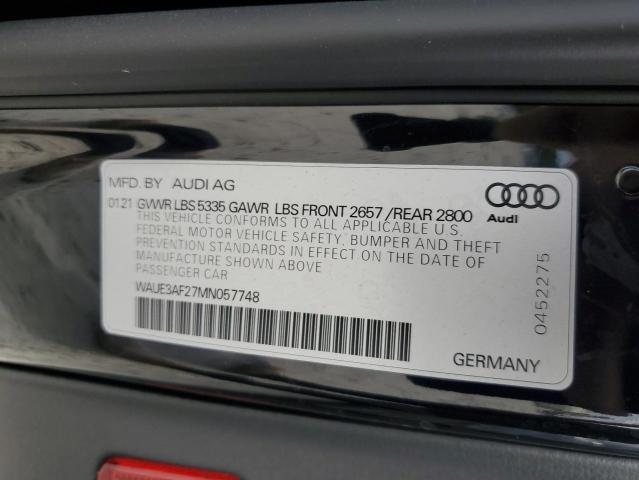 MFD. BY AUDI AG
01.21 GVWR LBS 5335 GAWR LBS FRONT 2657 /REAR 2800
Audi
THIS VEHICLE CONFORMS TO ALL APPLICABLE U.S.
FEDERAL MOTOR VEHICLE SAFETY, BUMPER AND THEFT
PREVENTION STANDARDS IN EFFECT ON THE DATE OF
MANUFACTURE SHOWN ABOVE
PASSENGER CAR
WAUE3AF27MN057748
0452275
GERMANY